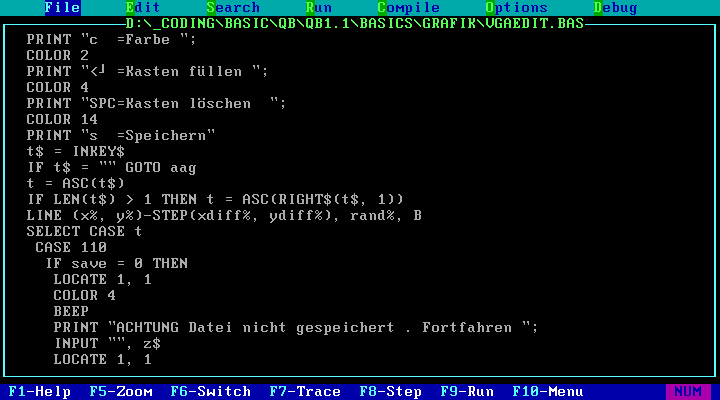 File Edit Search Run Compile Options Debug
D:\_CODING\BASIC\QB\QB1.1\BASICS\GRAFIK\VGAEDIT.BAS
PRINT "c  =Farbe ";
COLOR 2
PRINT "<┘ =Kasten füllen ";
COLOR 4
PRINT "SPC=Kasten löschen  ";
COLOR 14
PRINT "s  =Speichern"
t$ = INKEY$
IF t$ = "" GOTO aag
t = ASC(t$)
IF LEN(t$) > 1 THEN t = ASC(RIGHT$(t$, 1))
LINE (x%, y%)-STEP(xdiff%, ydiff%), rand%, B
SELECT CASE t
CASE 110
IF save = 0 THEN
LOCATE 1, 1
COLOR 4
BEEP
PRINT "ACHTUNG Datei nicht gespeichert . Fortfahren ";
INPUT "", z$
LOCATE 1, 1
F1-Help F5-Zoom F6-Switch F7-Trace F8-Step F9-Run F10-Menu NUM